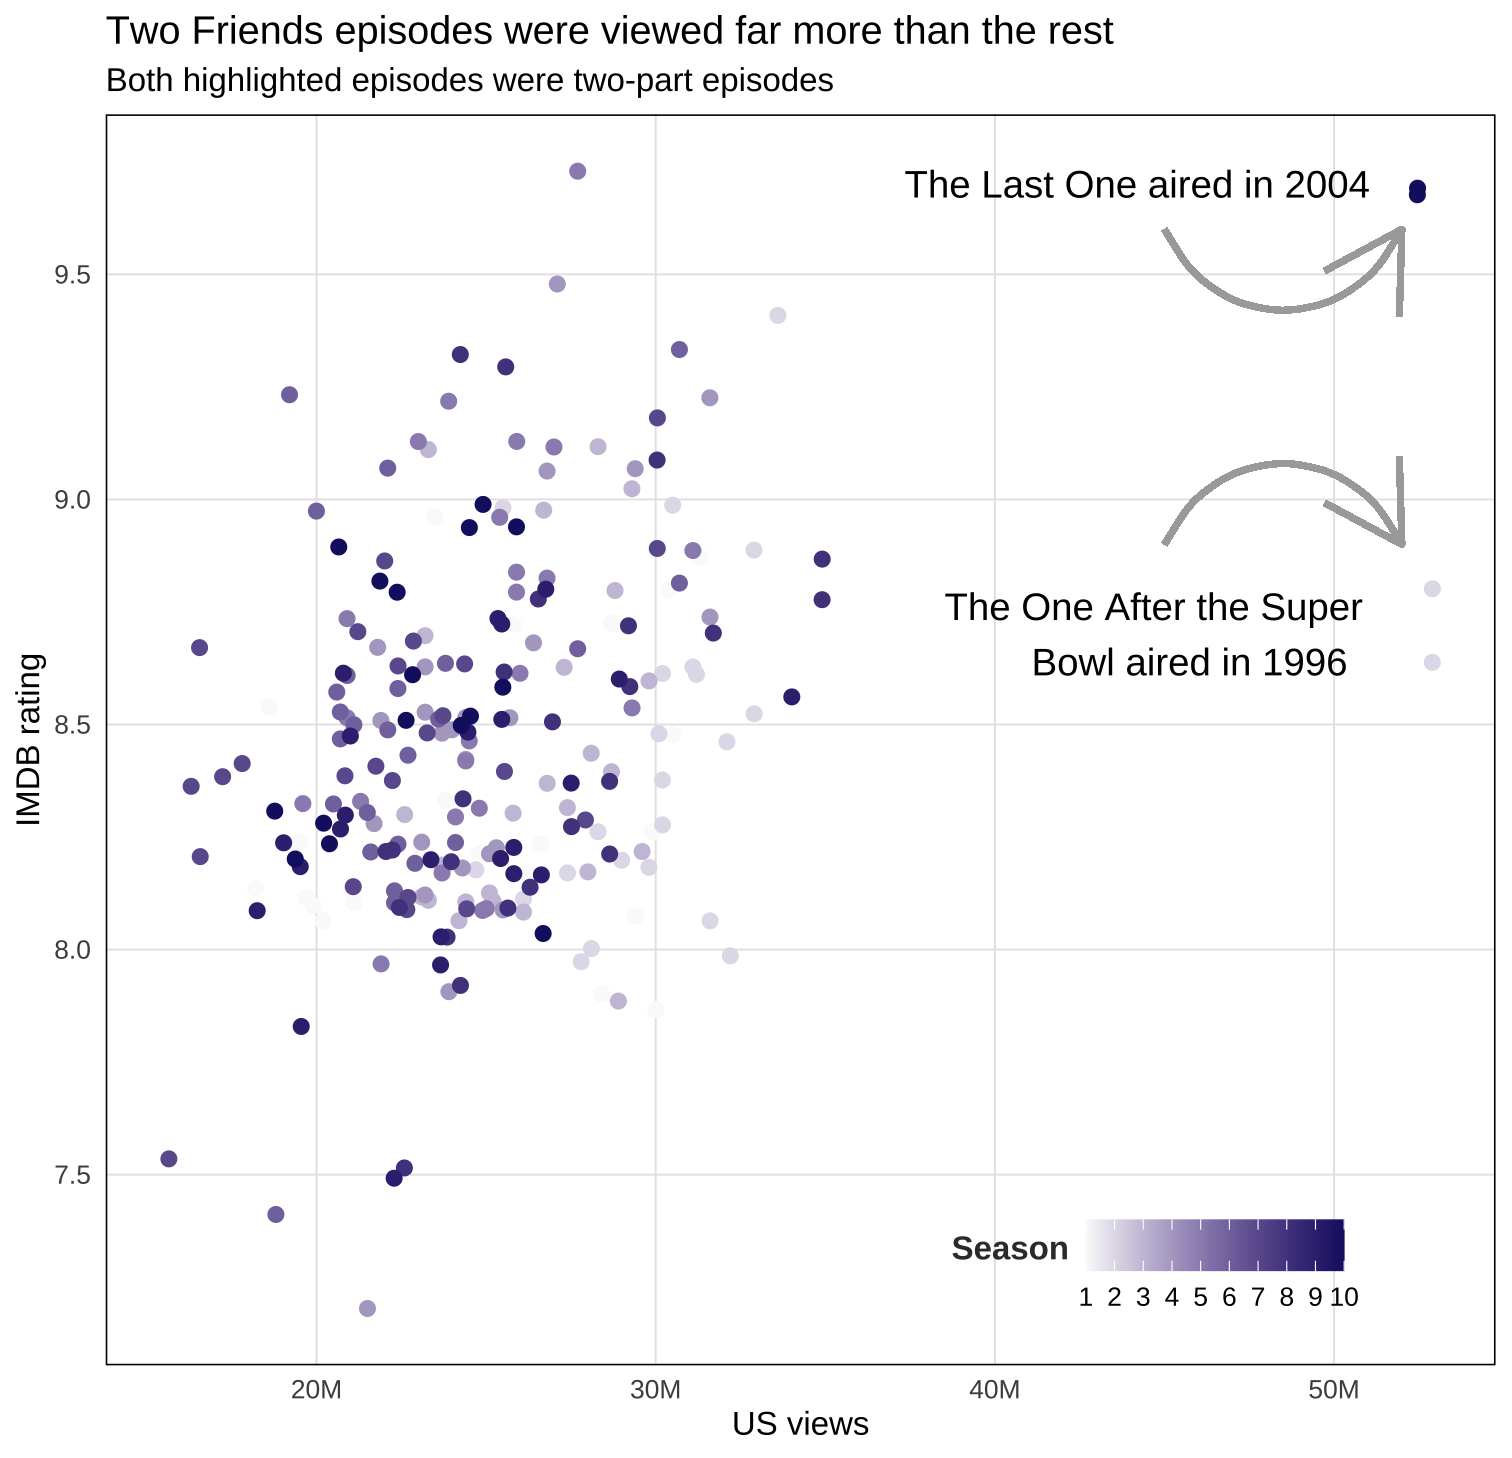 Two Friends episodes were viewed far more than the rest
Both highlighted episodes were two-part episodes
The Last One aired in 2004
9.5
9.0
The One After the Super
Bowl aired in 1996
IMDB rating
8.5
8.0
7.5
Season
1 2 3 4 5 6 7 8 9 10
20M 30M 40M 50M
US views